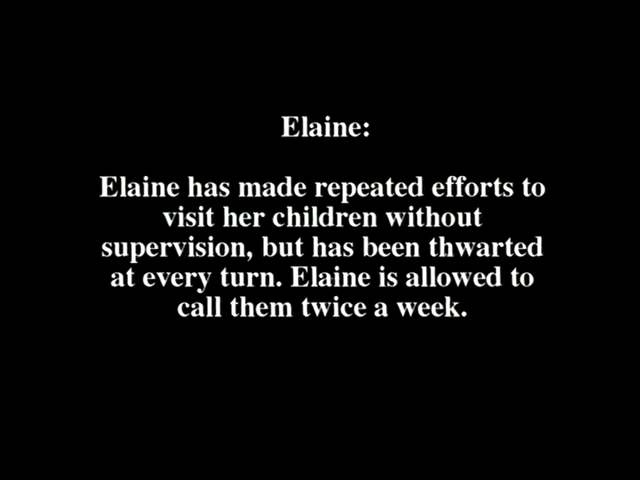 Elaine:
Elaine has made repeated efforts to
visit her children without
supervision, but has been thwarted
at every turn. Elaine is allowed to
call them twice a week.